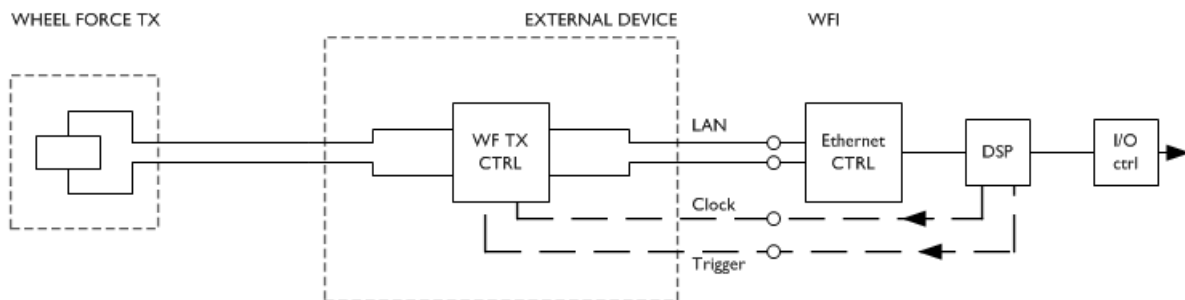 WHEEL FORCE TX
EXTERNAL DEVICE
WFI
WF TX
CTRL
LAN
Ethernet
CTRL
DSP
I/O
ctrl
Clock
Trigger